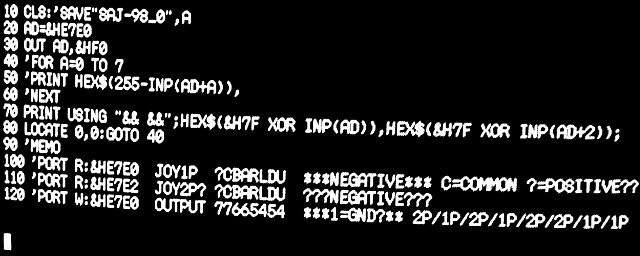 10 CLS:'SAVE"SAJ-98_0",A
20 AD=&HE7E0
30 OUT AD,&HF0
40 'FOR A=0 TO 7
50 'PRINT HEX$(255-INP(AD+A)),
60 'NEXT
70 PRINT USING "&& &&";HEX$(&H7F XOR INP(AD)),HEX$(&H7F XOR INP(AD+2));
80 LOCATE 0,0:GOTO 40
90 'MEMO
100 'PORT R:&HE7E0 JOY1P ?CBARLDU ***NEGATIVE*** C=COMMON ?=POSITIVE??
110 'PORT R:&HE7E2 JOY2P? ?CBARLDU ???NEGATIVE???
120 'PORT W:&HE7E0 OUTPUT 77665454 ***1=GND?** 2P/1P/2P/1P/2P/2P/1P/1P